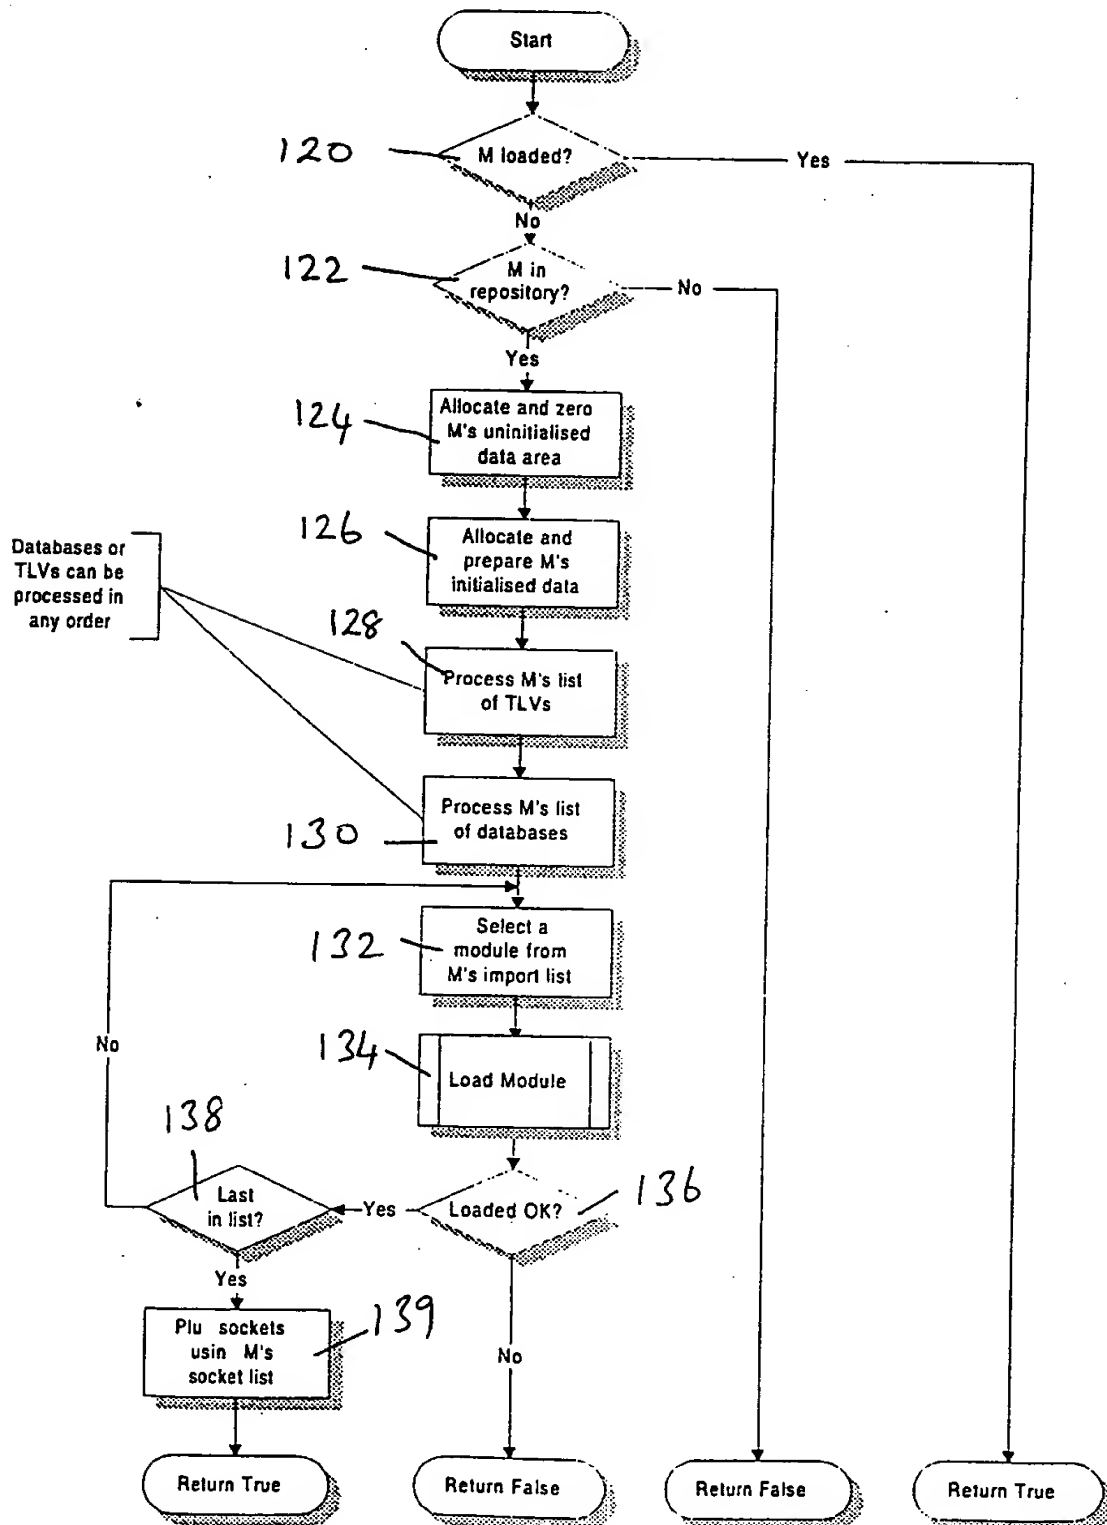 Start
120
M loaded?
Yes
No
122
M in
repository?
No
Yes
124
Allocate and zero
M's uninitialised
data area
126
Allocate and
prepare M's
initialised data
Databases or
TLVs can be
processed in
any order
128
Process M's list
of TLVs
130
Process M's list
of databases
132
Select a
module from
M's import list
No
134
Load Module
138
Last
in list?
Yes
Loaded OK?
136
Yes
139
Plu sockets
usin M's
socket list
No
Return True
Return False
Return False
Return True